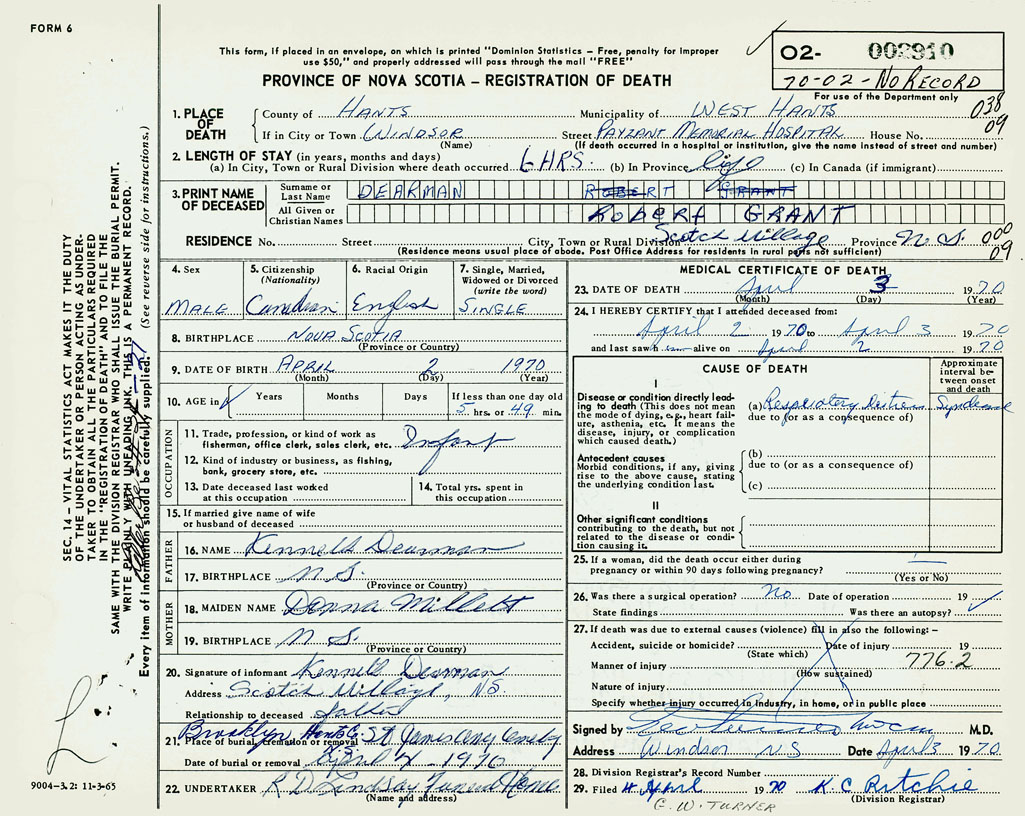 FORM 6
This form, if placed in an envelope, on which is printed "Dominion Statistics – Free, penalty for improper
use $50," and properly addressed will pass through the mail "FREE"
PROVINCE OF NOVA SCOTIA – REGISTRATION OF DEATH
02- 002910
70-02-NO RECORD
For use of the Department only
038
09
1. PLACE OF DEATH County of HANTS Municipality of WEST HANTS
If in City or Town WINDSOR Street PAYZANT MEMORIAL HOSPITAL House No.
(Name) (If death occurred in a hospital or institution, give the name instead of street and number)
2. LENGTH OF STAY (in years, months and days)
(a) In City, Town or Rural Division where death occurred 6 HRS. (b) In Province life (c) In Canada (if immigrant)
3. PRINT NAME OF DECEASED Surname or Last Name DEARMAN ROBERT GRANT
All Given or Christian Names ROBERT GRANT
RESIDENCE No. Street City, Town or Rural Division Scotch Village Province N.S. 000
09
(Residence means usual place of abode. Post Office Address for residents in rural parts not sufficient)
4. Sex MALE
5. Citizenship (Nationality) Canadian
6. Racial Origin English
7. Single, Married, Widowed or Divorced (write the word) SINGLE
8. BIRTHPLACE NOVA SCOTIA
(Province or Country)
9. DATE OF BIRTH APRIL 2 1970
(Month) (Day) (Year)
10. AGE in Years Months Days If less than one day old
5 hrs. or 49 min.
OCCUPATION
11. Trade, profession, or kind of work as
fisherman, office clerk, sales clerk, etc. Infant
12. Kind of industry or business, as fishing,
bank, grocery store, etc.
13. Date deceased last worked
at this occupation
14. Total yrs. spent in
this occupation
15. If married give name of wife
or husband of deceased
FATHER
16. NAME Kennell Dearman
17. BIRTHPLACE N.S.
(Province or Country)
MOTHER
18. MAIDEN NAME Donna Millett
19. BIRTHPLACE N.S.
(Province or Country)
20. Signature of informant Kennell Dearman
Address Scotch Village, NS.
Relationship to deceased Father
Brooklyn Hants Co.
21. Place of burial, cremation or removal St. James
Date of burial or removal April 4 - 1970
22. UNDERTAKER R D Lindsay Funeral Home
(Name and address)
MEDICAL CERTIFICATE OF DEATH
23. DATE OF DEATH April 3 1970
(Month) (Day) (Year)
24. I HEREBY CERTIFY that I attended deceased from:
April 2 1970 to April 3 1970
and last saw him alive on April 2 1970
CAUSE OF DEATH
Approximate interval between onset and death
I
Disease or condition directly leading
to death (This does not mean
the mode of dying, e.g., heart failure,
asthenia, etc. It means the
disease, injury, or complication
which caused death.)
(a) Respiratory Distress Syndrome
due to (or as a consequence of)
Antecedent causes
Morbid conditions, if any, giving
rise to the above cause, stating
the underlying condition last.
(b)
due to (or as a consequence of)
(c)
II
Other significant conditions
contributing to the death, but not
related to the disease or condition
causing it.
25. If a woman, did the death occur either during
pregnancy or within 90 days following pregnancy?
(Yes or No)
26. Was there a surgical operation? No Date of operation 19
State findings Was there an autopsy?
27. If death was due to external causes (violence) fill in also the following: –
Accident, suicide or homicide? Date of injury 19
(State which) 776.2
Manner of injury
(How sustained)
Nature of injury
Specify whether injury occurred in industry, in home, or in public place
Signed by M.D.
Address Windsor N S Date April 3 1970
28. Division Registrar's Record Number
29. Filed 4 April 1970 K. C. Ritchie
(Division Registrar)
G. W. TURNER
SEC. 14 – VITAL STATISTICS ACT MAKES IT THE DUTY
OF THE UNDERTAKER OR PERSON ACTING AS UNDER-
TAKER TO OBTAIN ALL THE PARTICULARS REQUIRED
IN THE "REGISTRATION OF DEATH" AND TO FILE THE
SAME WITH THE DIVISION REGISTRAR WHO SHALL ISSUE THE BURIAL PERMIT.
WRITE PLAINLY WITH UNFADING INK. THIS IS A PERMANENT RECORD.
Every item of information should be carefully supplied. (See reverse side for instructions.)
9004-3.2: 11-3-65